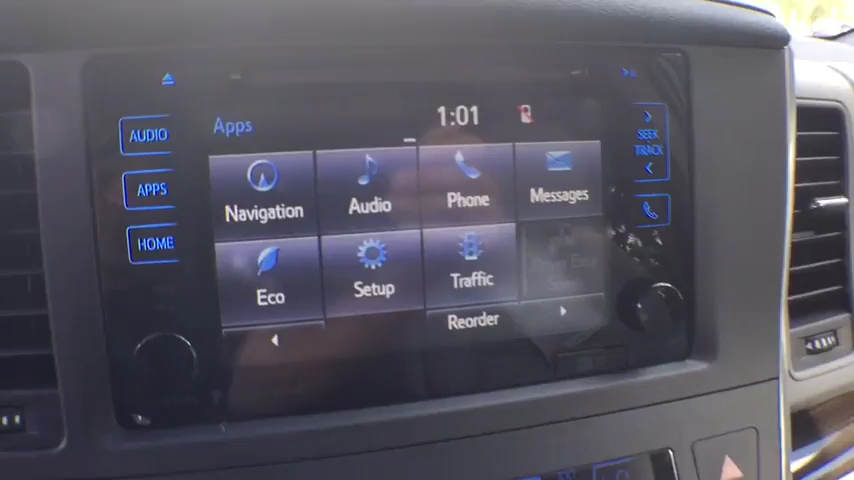 AUDIO
APPS
HOME
Apps
1:01
Navigation
Audio
Phone
Messages
Eco
Setup
Traffic
Reorder
SEEK
TRACK